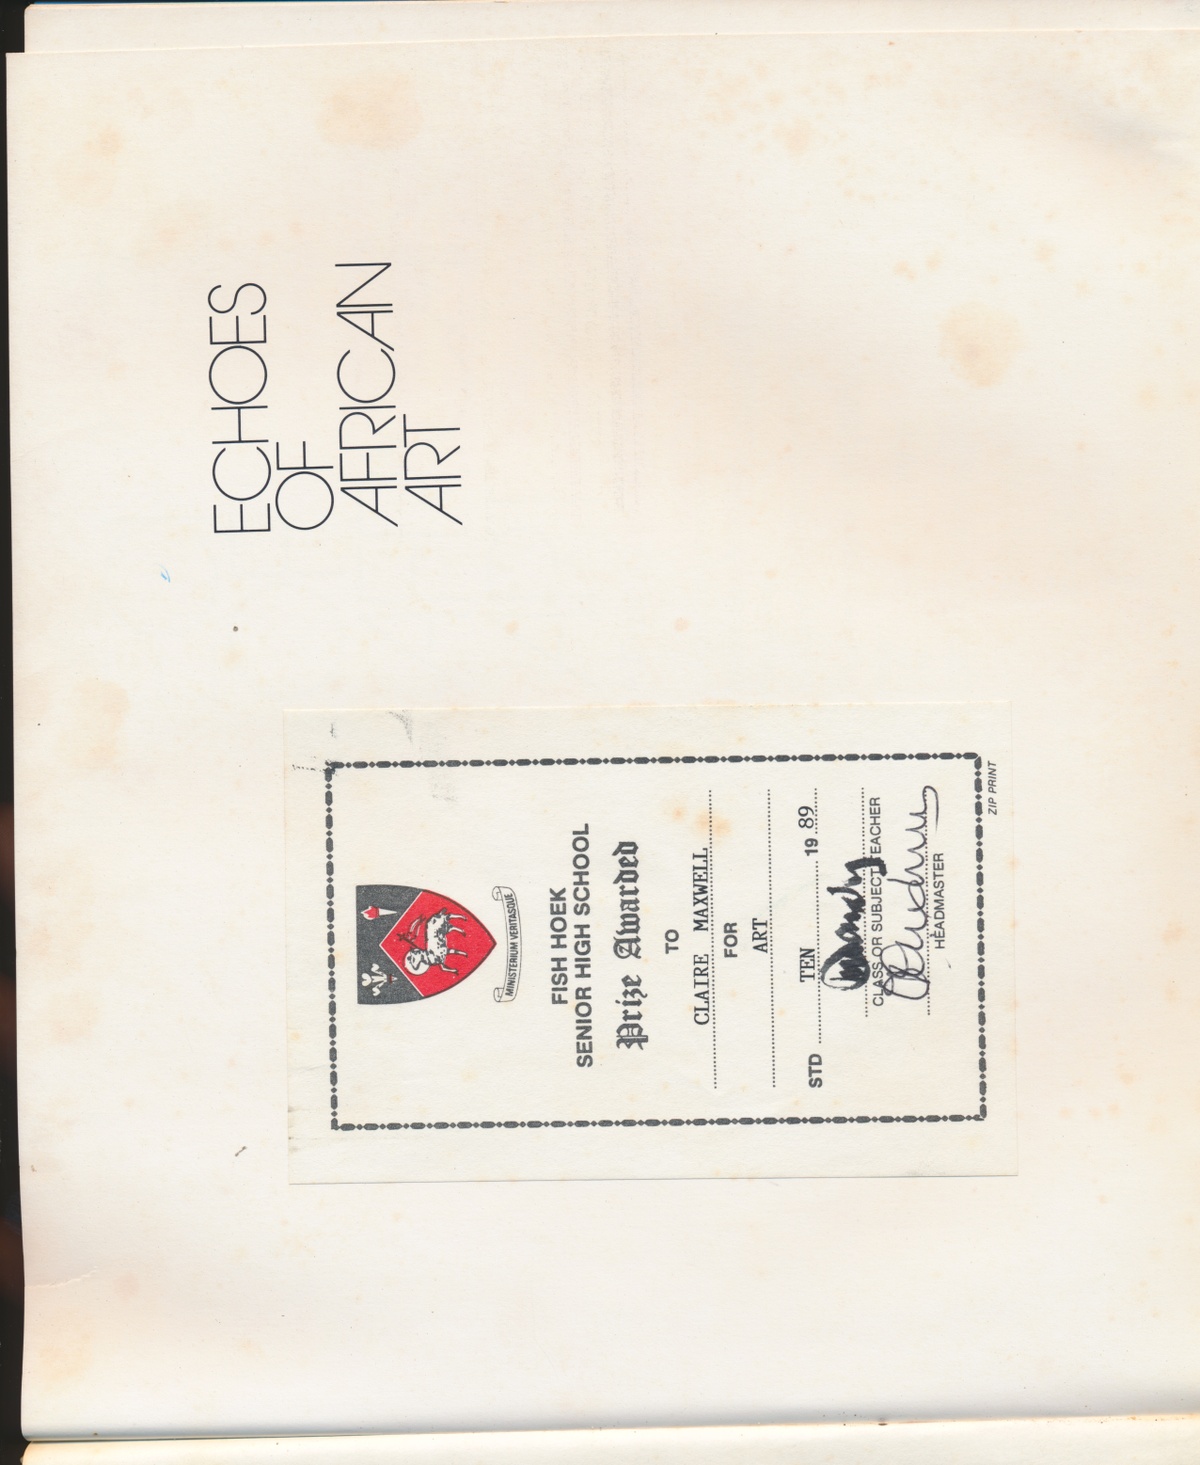 ECHOES
OF
AFRICAN
ART
MINISTERIUM VERITASQUE
FISH HOEK
SENIOR HIGH SCHOOL
Prize Awarded
TO
CLAIRE MAXWELL
FOR
ART
STD TEN 19 89
CLASS OR SUBJECT TEACHER
HEADMASTER
ZIP PRINT